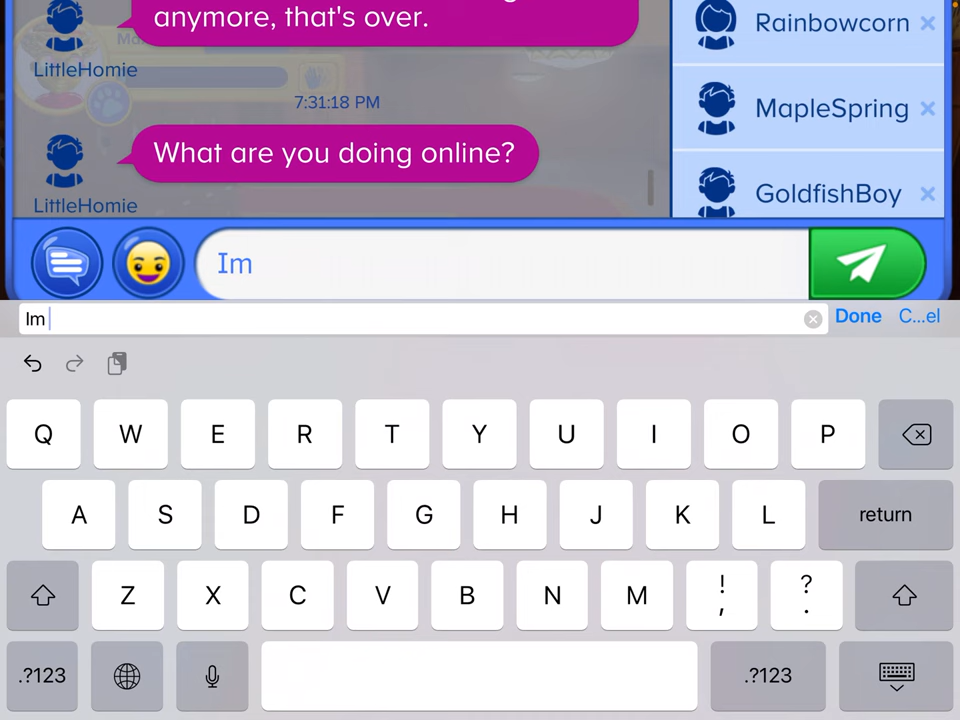 anymore, that's over.
LittleHomie
7:31:18 PM
What are you doing online?
LittleHomie
Rainbowcorn
MapleSpring
GoldfishBoy
Im
Im
Done C...el
Q W E R T Y U I O P
A S D F G H J K L return
Z X C V B N M ! , ? .
.?123 .?123